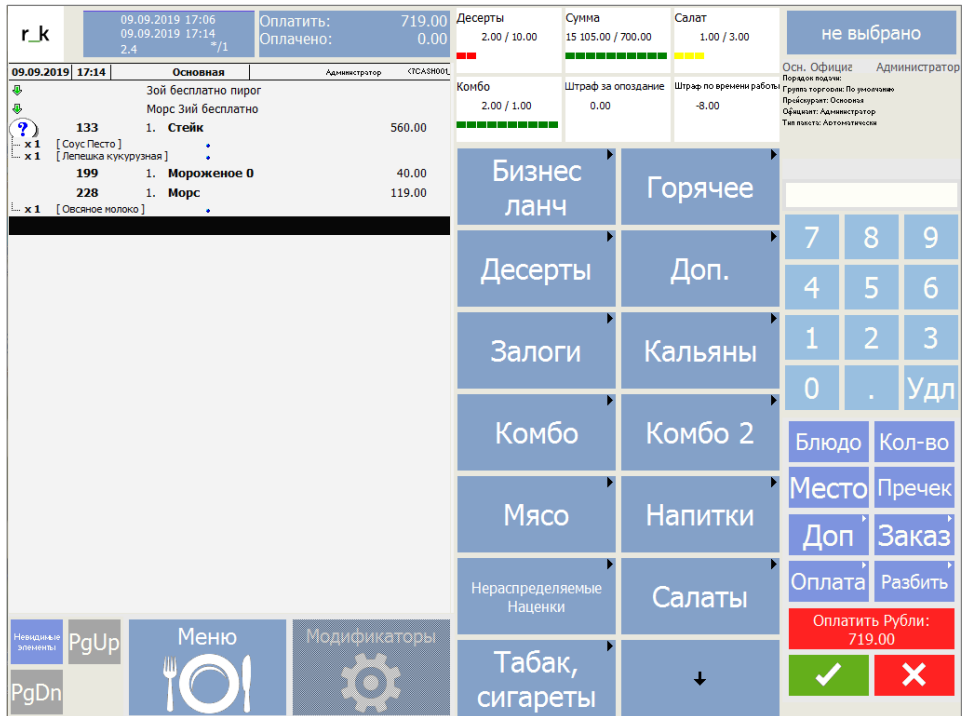 r_k
09.09.2019 17:06
09.09.2019 17:14
2.4 */1
Оплатить: 719.00
Оплачено: 0.00
09.09.2019 17:14 Основная Администратор
Зой бесплатно пирог
Морс Зий бесплатно
?
133 1. Стейк 560.00
x 1 [ Соус Песто ]
x 1 [ Лепешка кукурузная ]
199 1. Мороженое 0 40.00
228 1. Морс 119.00
x 1 [ Овсяное молоко ]
Невидимые элементы
PgUp
PgDn
Меню
Модификаторы
Десерты
2.00 / 10.00
Сумма
15 105.00 / 700.00
Салат
1.00 / 3.00
Комбо
2.00 / 1.00
Штраф за опоздание
0.00
Штраф по времени работы
-8.00
Бизнес
ланч
Горячее
Десерты
Доп.
Залоги
Кальяны
Комбо
Комбо 2
Мясо
Напитки
Нераспределяемые
Наценки
Салаты
Табак,
сигареты
не выбрано
Осн. Официа Администратор
Порядок подачи:
Группа торговли: По умолчанию
Прейскурант: Основная
Официант: Администратор
Тип пакета: Автоматически
7 8 9
4 5 6
1 2 3
0 . Удл
Блюдо Кол-во
Место Пречек
Доп Заказ
Оплата Разбить
Оплатить Рубли:
719.00